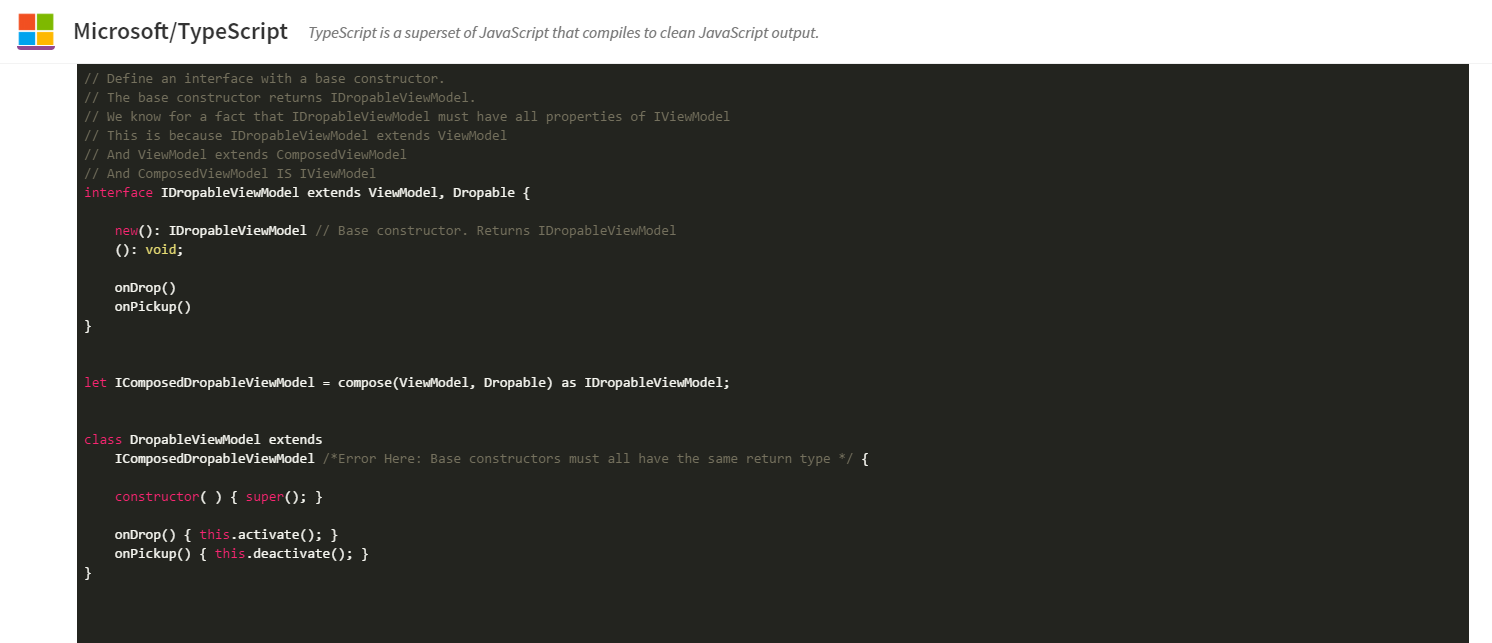 Microsoft/TypeScript TypeScript is a superset of JavaScript that compiles to clean JavaScript output.
// Define an interface with a base constructor.
// The base constructor returns IDropableViewModel.
// We know for a fact that IDropableViewModel must have all properties of IViewModel
// This is because IDropableViewModel extends ViewModel
// And ViewModel extends ComposedViewModel
// And ComposedViewModel IS IViewModel
interface IDropableViewModel extends ViewModel, Dropable {
    new(): IDropableViewModel // Base constructor. Returns IDropableViewModel
    (): void;
    onDrop()
    onPickup()
}
let IComposedDropableViewModel = compose(ViewModel, Dropable) as IDropableViewModel;
class DropableViewModel extends
    IComposedDropableViewModel /*Error Here: Base constructors must all have the same return type */ {
    constructor( ) { super(); }
    onDrop() { this.activate(); }
    onPickup() { this.deactivate(); }
}